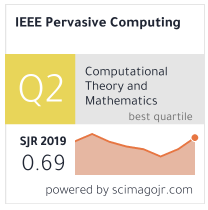 IEEE Pervasive Computing
Q2
Computational
Theory and
Mathematics
best quartile
SJR 2019
0.69
powered by scimagojr.com